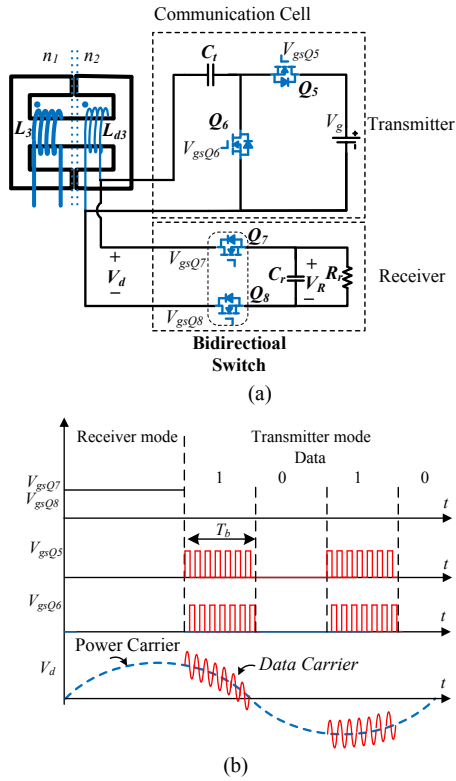 Communication Cell
n1 n2
Ct
VgsQ5
Q5
Q6
L3
Ld3
Vg
Transmitter
VgsQ6
Q7
+
Vd
−
VgsQ7
Cr
+
VR
−
Rr
Receiver
Q8
VgsQ8
Bidirectioal
Switch
(a)
Receiver mode
Transmitter mode
Data
1 0 1 0
VgsQ7
VgsQ8
t
Tb
VgsQ5
t
VgsQ6
t
Power Carrier
Data Carrier
Vd
t
(b)